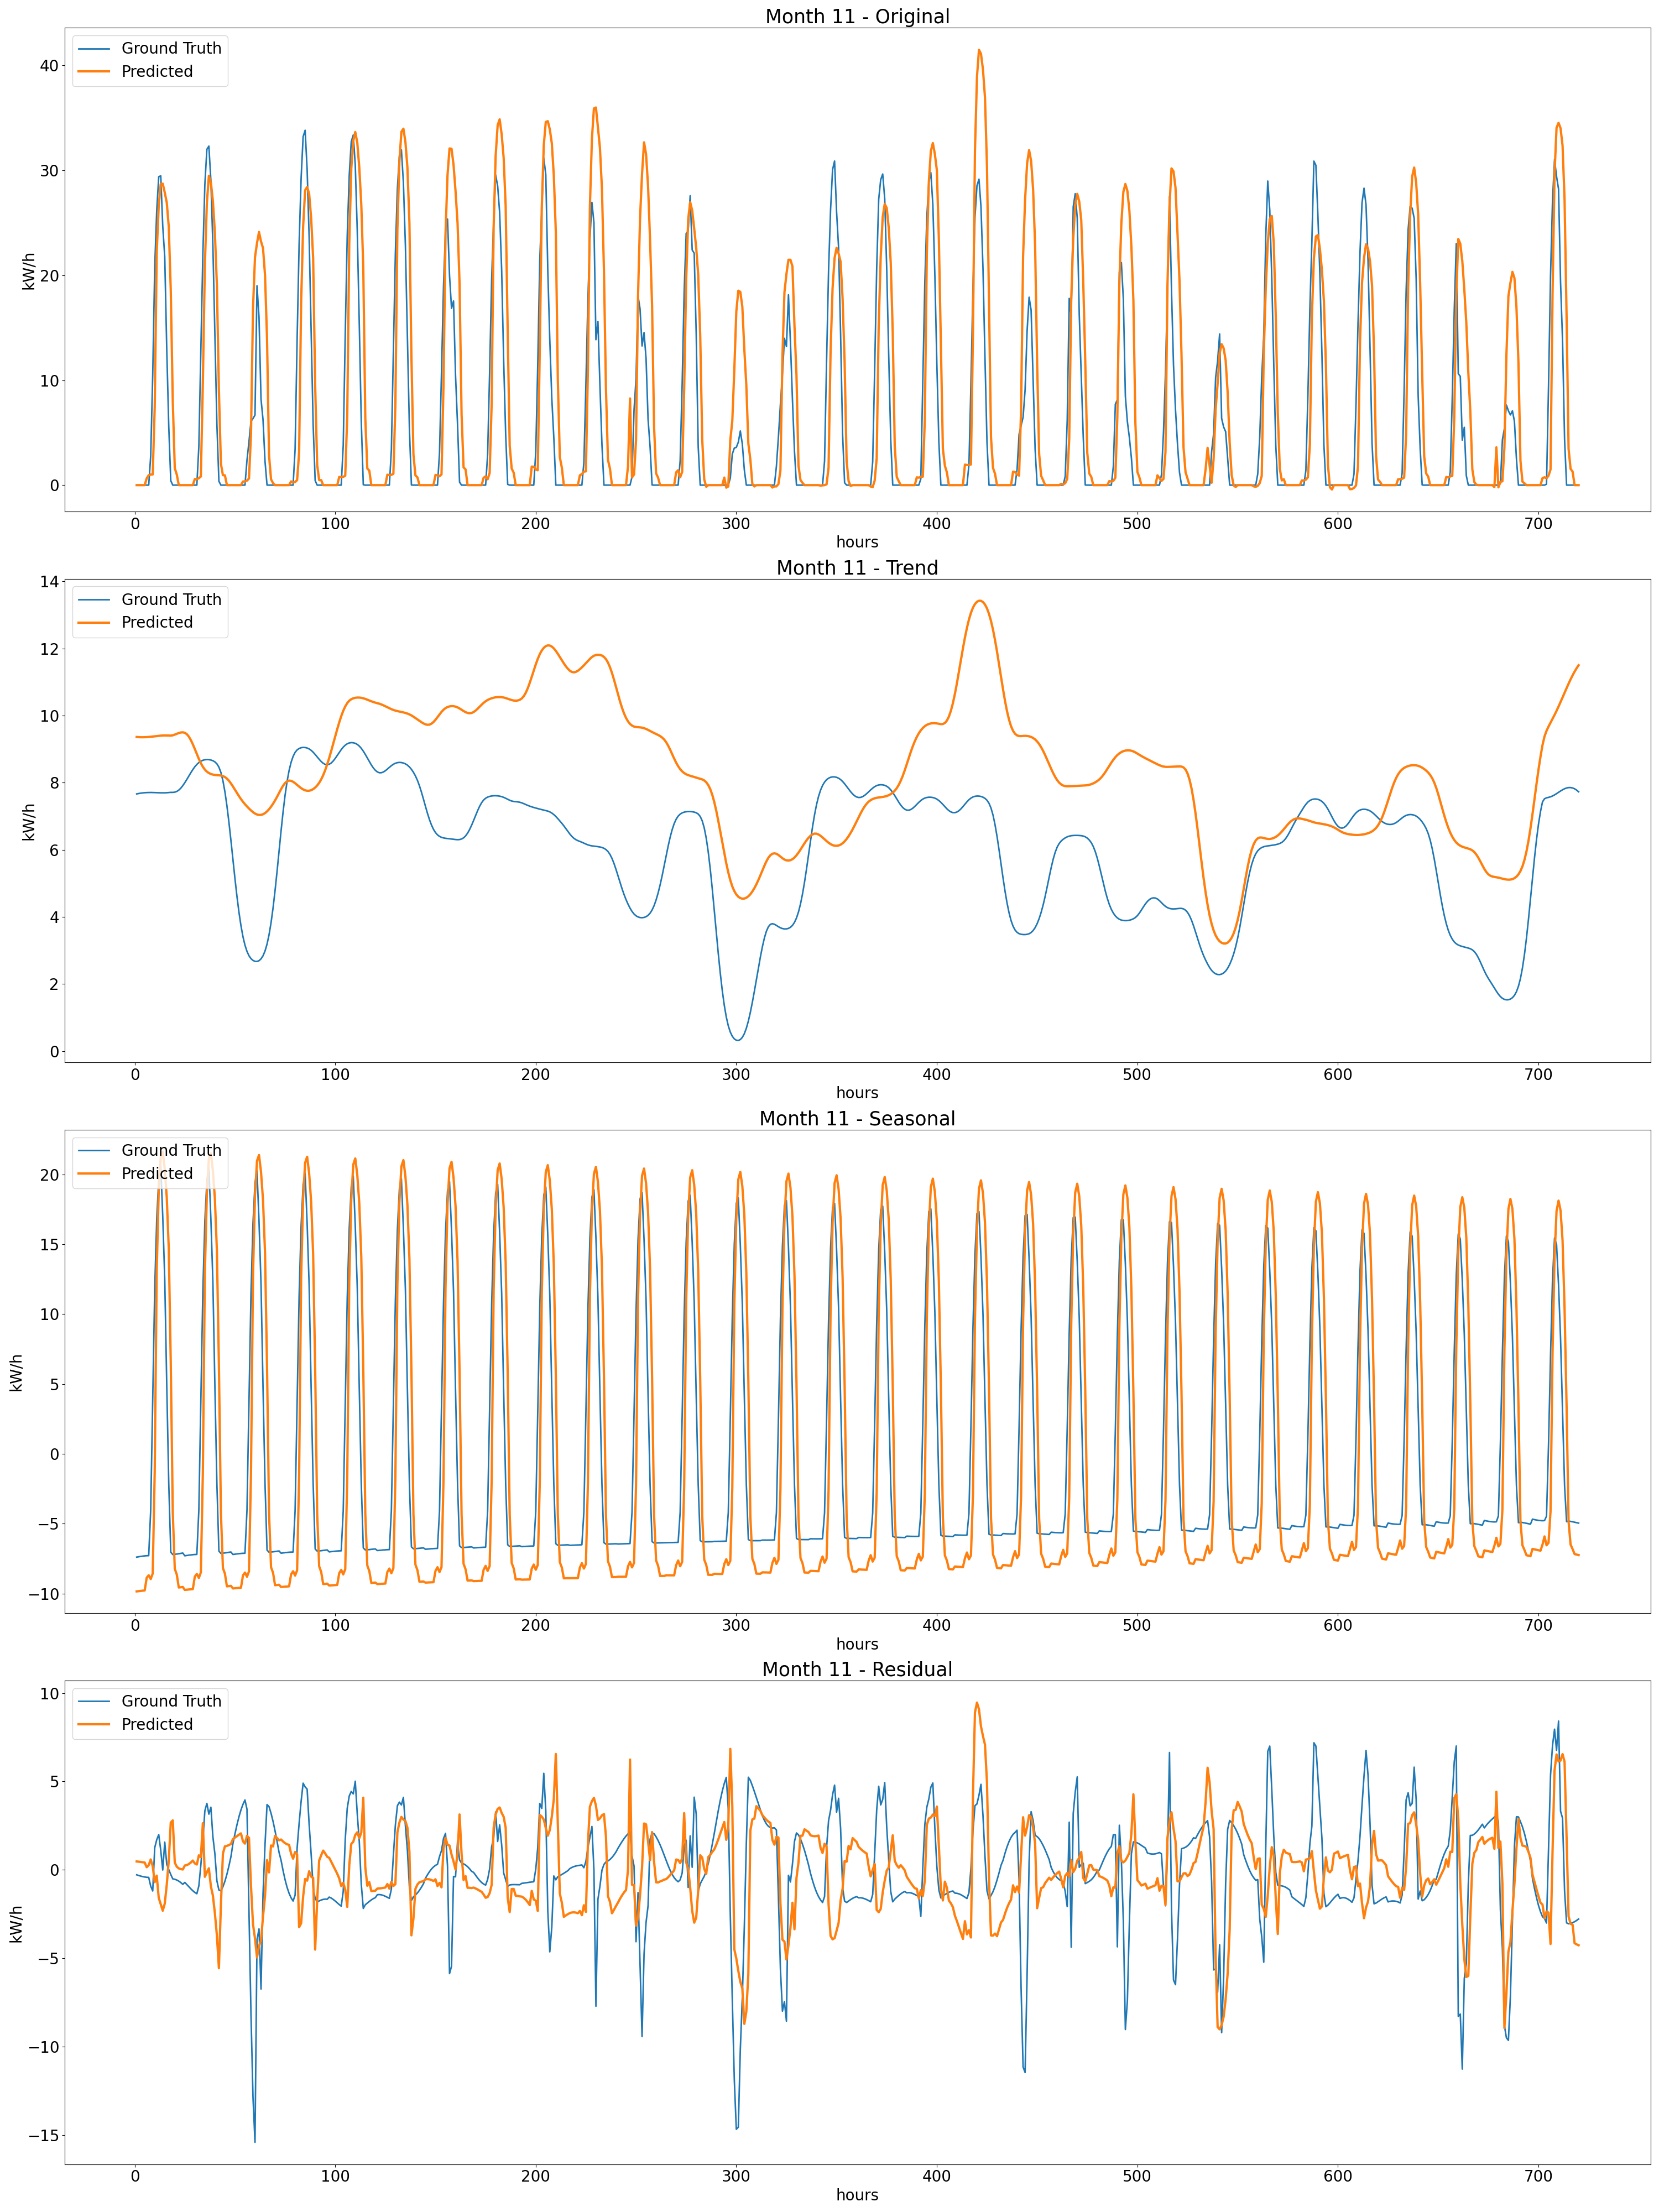 Month 11 - Original
Ground Truth
Predicted
kW/h
40
30
20
10
0
0 100 200 300 400 500 600 700
hours
Month 11 - Trend
Ground Truth
Predicted
kW/h
14
12
10
8
6
4
2
0
0 100 200 300 400 500 600 700
hours
Month 11 - Seasonal
Ground Truth
Predicted
kW/h
20
15
10
5
0
−5
−10
0 100 200 300 400 500 600 700
hours
Month 11 - Residual
Ground Truth
Predicted
kW/h
10
5
0
−5
−10
−15
0 100 200 300 400 500 600 700
hours